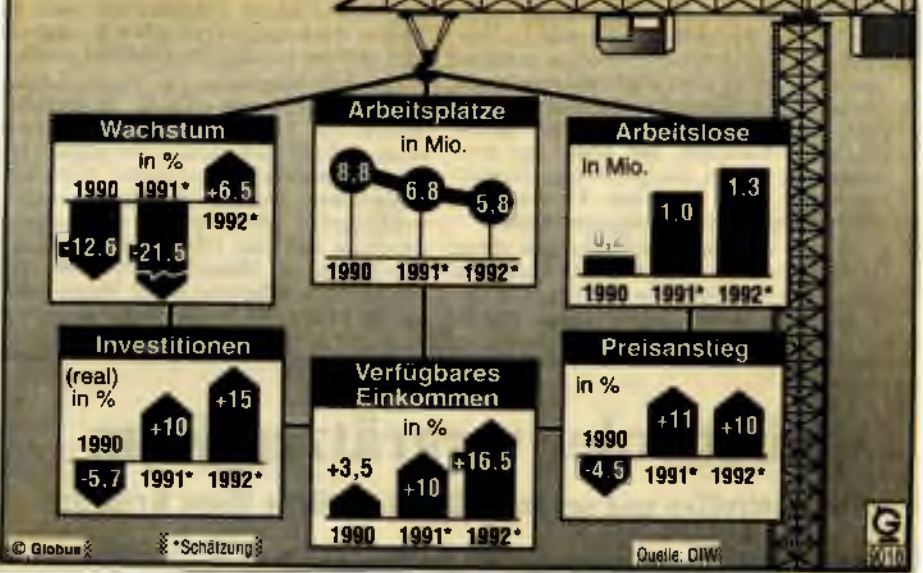 Wachstum
in %
1990 1991* +6.5
1992*
-12.6 -21.5
Arbeitsplätze
in Mio.
8,8
6.8
5,8
1990 1991* 1992*
Arbeitslose
in Mio.
0,2
1.0
1.3
1990 1991* 1992*
Investitionen
(real)
in %
1990
-5,7
+10
+15
1991* 1992*
Verfügbares
Einkommen
in %
+3,5
+10
+16.5
1990 1991* 1992*
Preisanstieg
in %
1990
-4.5
+11
+10
1991* 1992*
© Globus
*Schätzung
Quelle: DIW
G